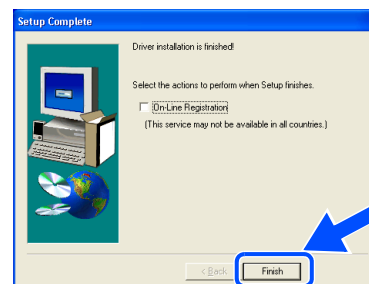 Setup Complete
Driver installation is finished!
Select the actions to perform when Setup finishes.
On-Line Registration
(This service may not be available in all countries.)
< Back
Finish